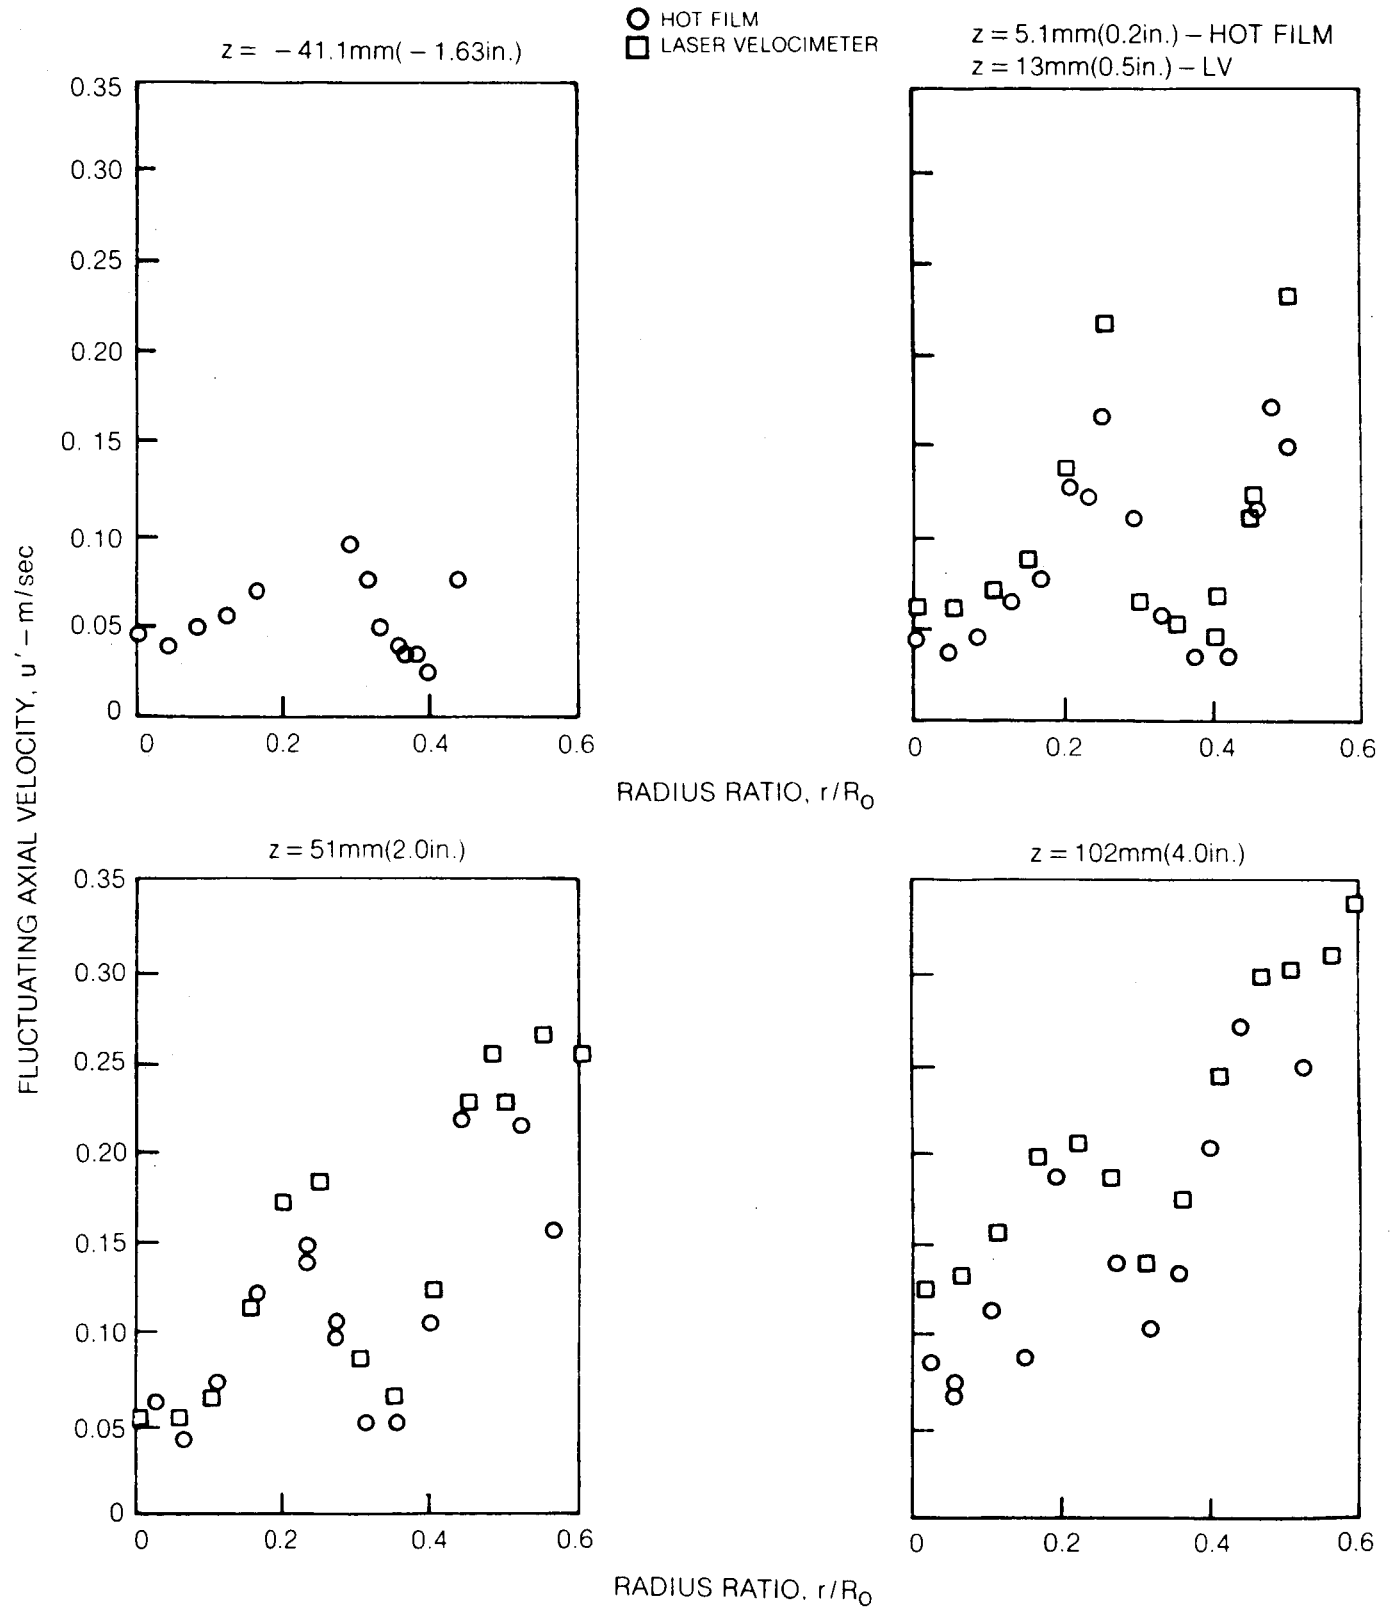 ○ HOT FILM
□ LASER VELOCIMETER
z = −41.1mm(−1.63in.)
z = 5.1mm(0.2in.) – HOT FILM
z = 13mm(0.5in.) – LV
0.35
0.30
0.25
0.20
0.15
0.10
0.05
0
0 0.2 0.4 0.6
0 0.2 0.4 0.6
RADIUS RATIO, r/R₀
FLUCTUATING AXIAL VELOCITY, u′ – m/sec
z = 51mm(2.0in.)
z = 102mm(4.0in.)
0.35
0.30
0.25
0.20
0.15
0.10
0.05
0
0 0.2 0.4 0.6
0 0.2 0.4 0.6
RADIUS RATIO, r/R₀